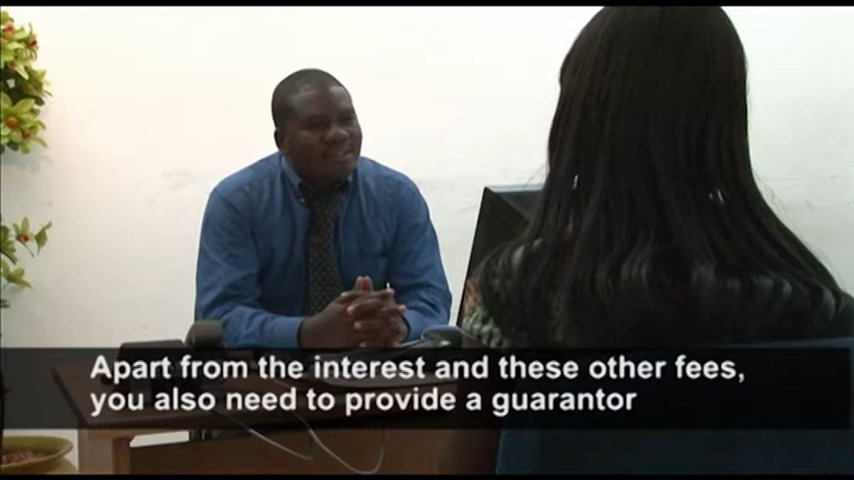 Apart from the interest and these other fees,
you also need to provide a guarantor